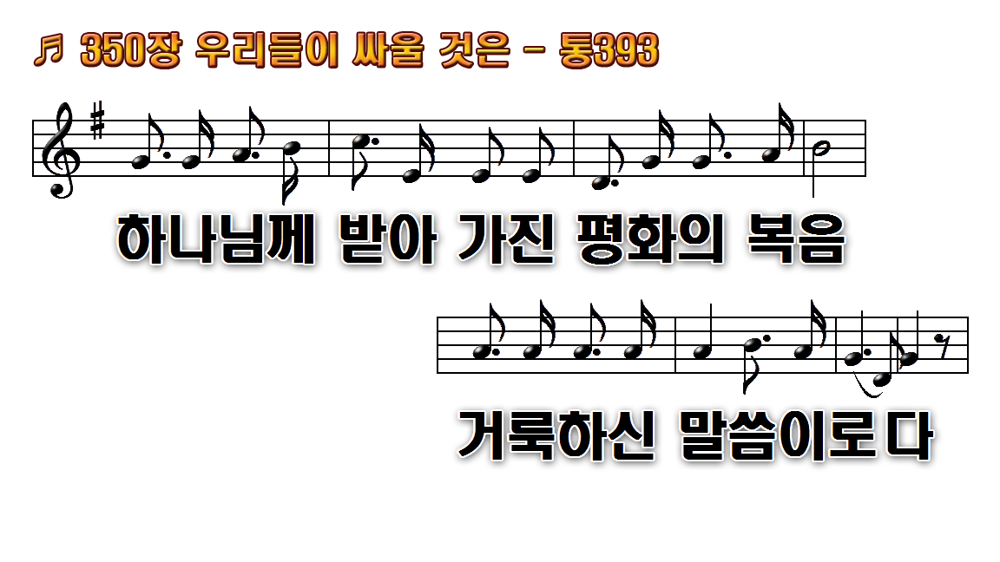 350장 우리들이 싸울 것은 - 통393
하나님께 받아 가진 평화의 복음
거룩하신 말씀이로다